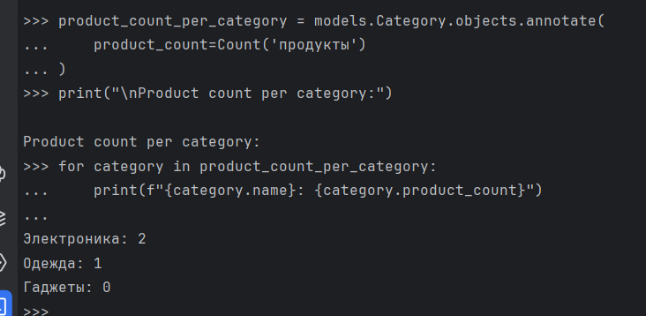 >>> product_count_per_category = models.Category.objects.annotate(
...     product_count=Count('продукты')
... )
>>> print("\nProduct count per category:")
Product count per category:
>>> for category in product_count_per_category:
...     print(f"{category.name}: {category.product_count}")
...
Электроника: 2
Одежда: 1
Гаджеты: 0
>>>